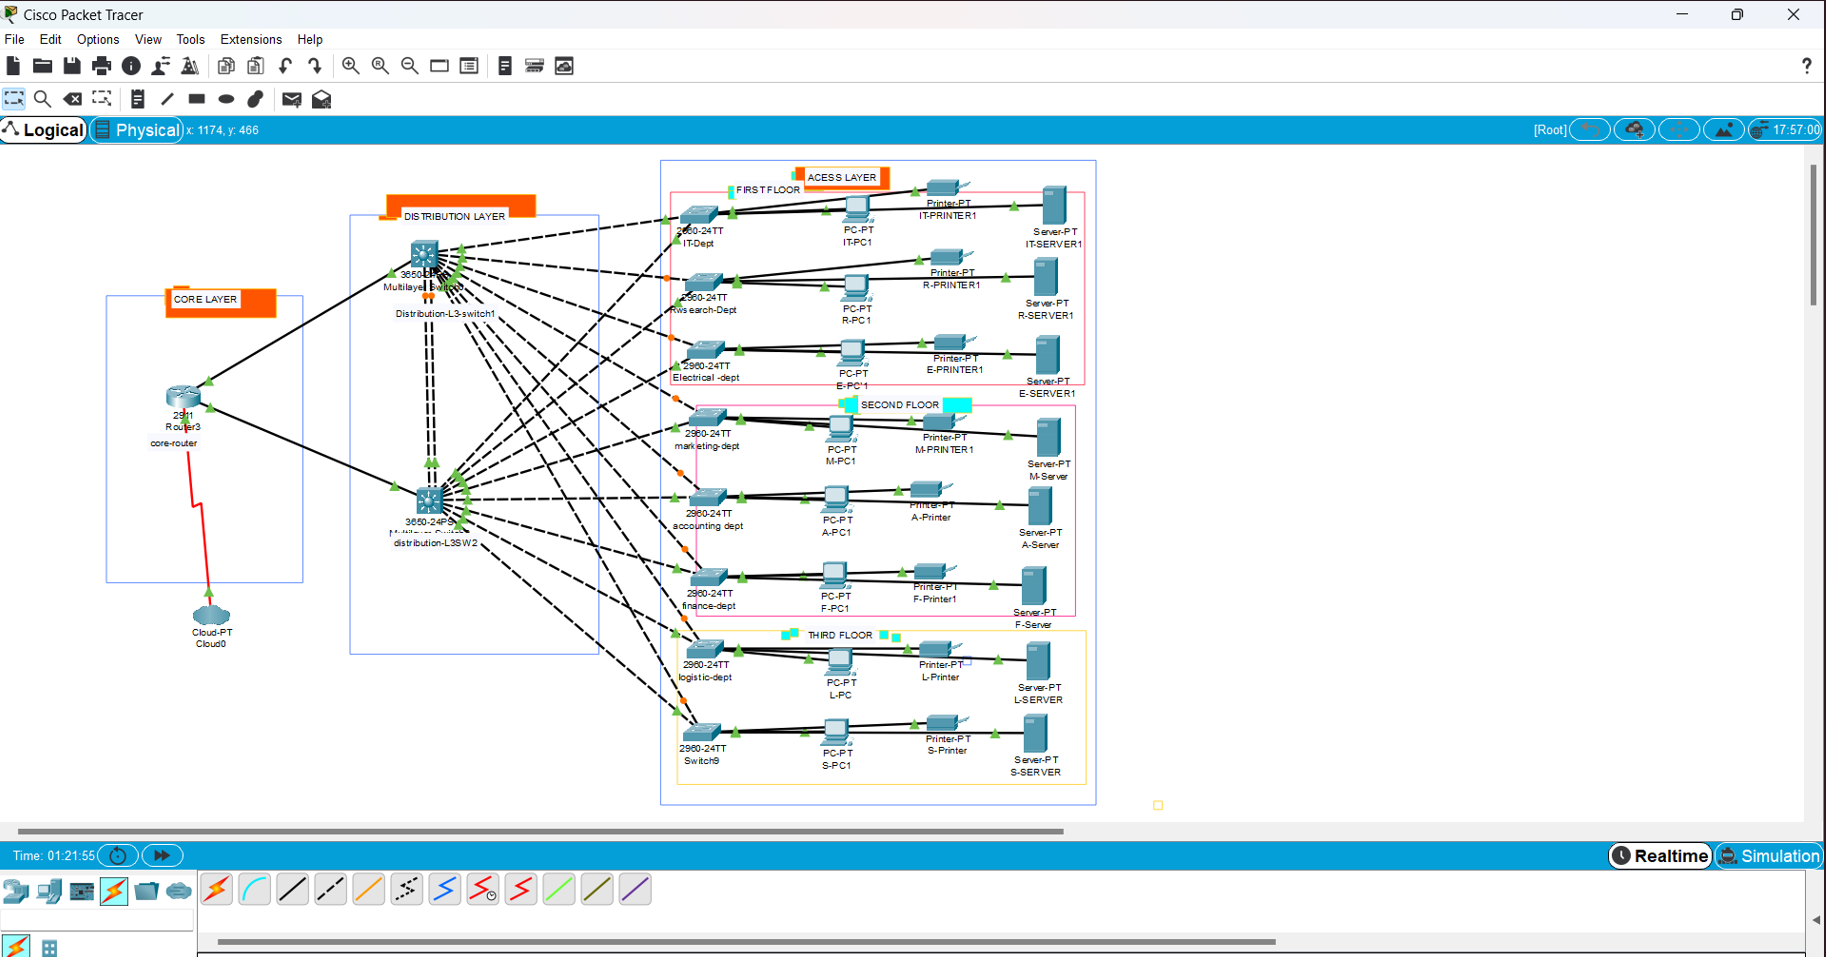 Cisco Packet Tracer
File Edit Options View Tools Extensions Help
Logical Physical x: 1174, y: 466 [Root] 17:57:00
ACESS LAYER
FIRST FLOOR
2960-24TT
IT-Dept
PC-PT
IT-PC1
Printer-PT
IT-PRINTER1
Server-PT
IT-SERVER1
2960-24TT
Rwsearch-Dept
PC-PT
R-PC1
Printer-PT
R-PRINTER1
Server-PT
R-SERVER1
2960-24TT
Electrical -dept
PC-PT
E-PC'1
Printer-PT
E-PRINTER1
Server-PT
E-SERVER1
DISTRIBUTION LAYER
Distribution-L3-switch1
3650-24PS
distribution-L3SW2
CORE LAYER
2911
Router3
core-router
Cloud-PT
Cloud0
SECOND FLOOR
2960-24TT
marketing-dept
PC-PT
M-PC1
Printer-PT
M-PRINTER1
Server-PT
M-Server
2960-24TT
accounting dept
PC-PT
A-PC1
Printer-PT
A-Printer
Server-PT
A-Server
2960-24TT
finance-dept
PC-PT
F-PC1
Printer-PT
F-Printer1
Server-PT
F-Server
THIRD FLOOR
2960-24TT
logistic-dept
PC-PT
L-PC
Printer-PT
L-Printer
Server-PT
L-SERVER
2960-24TT
Switch9
PC-PT
S-PC1
Printer-PT
S-Printer
Server-PT
S-SERVER
Time: 01:21:55 Realtime Simulation